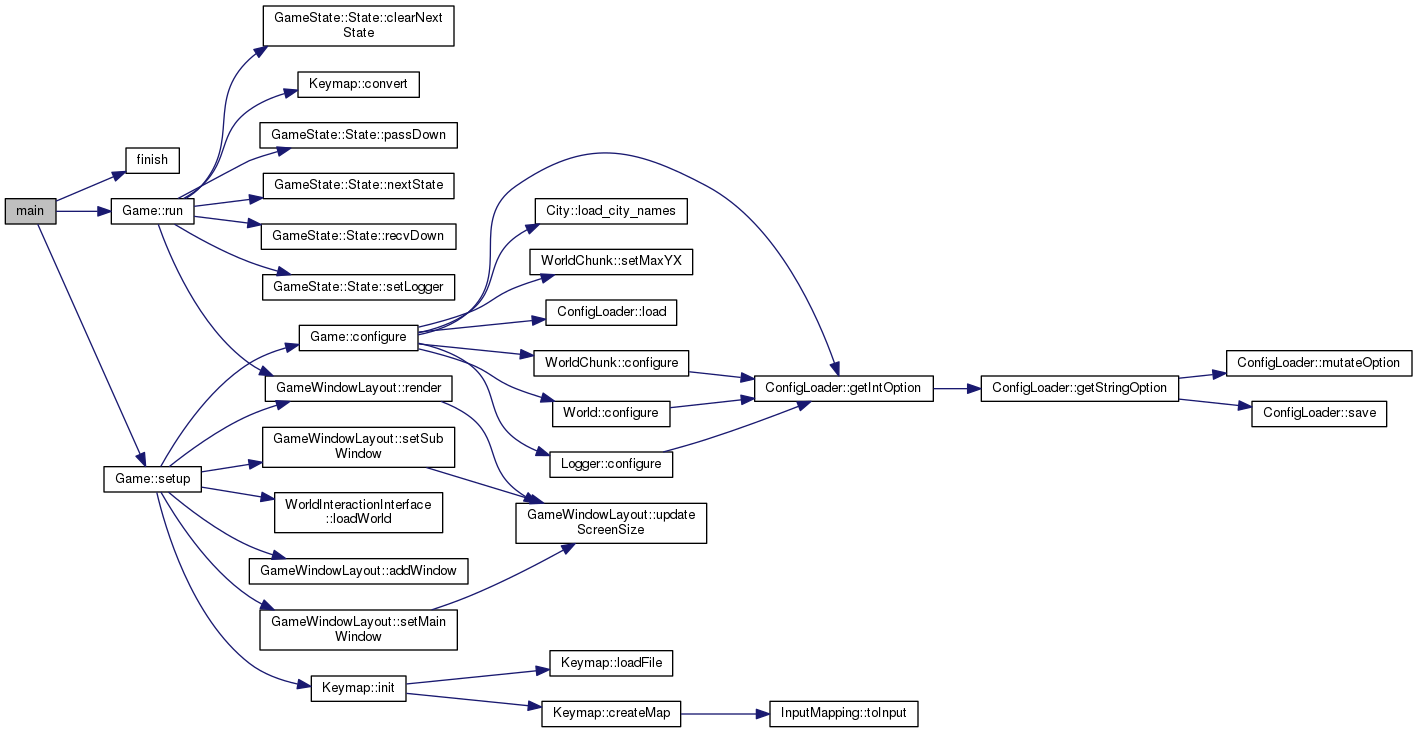 GameState::State::clearNext
State
Keymap::convert
GameState::State::passDown
finish
GameState::State::nextState
main
Game::run
City::load_city_names
GameState::State::recvDown
WorldChunk::setMaxYX
GameState::State::setLogger
ConfigLoader::load
Game::configure
WorldChunk::configure
ConfigLoader::mutateOption
GameWindowLayout::render
ConfigLoader::getIntOption
ConfigLoader::getStringOption
World::configure
ConfigLoader::save
GameWindowLayout::setSub
Window
Logger::configure
Game::setup
WorldInteractionInterface
::loadWorld
GameWindowLayout::update
ScreenSize
GameWindowLayout::addWindow
GameWindowLayout::setMain
Window
Keymap::loadFile
Keymap::init
Keymap::createMap
InputMapping::toInput